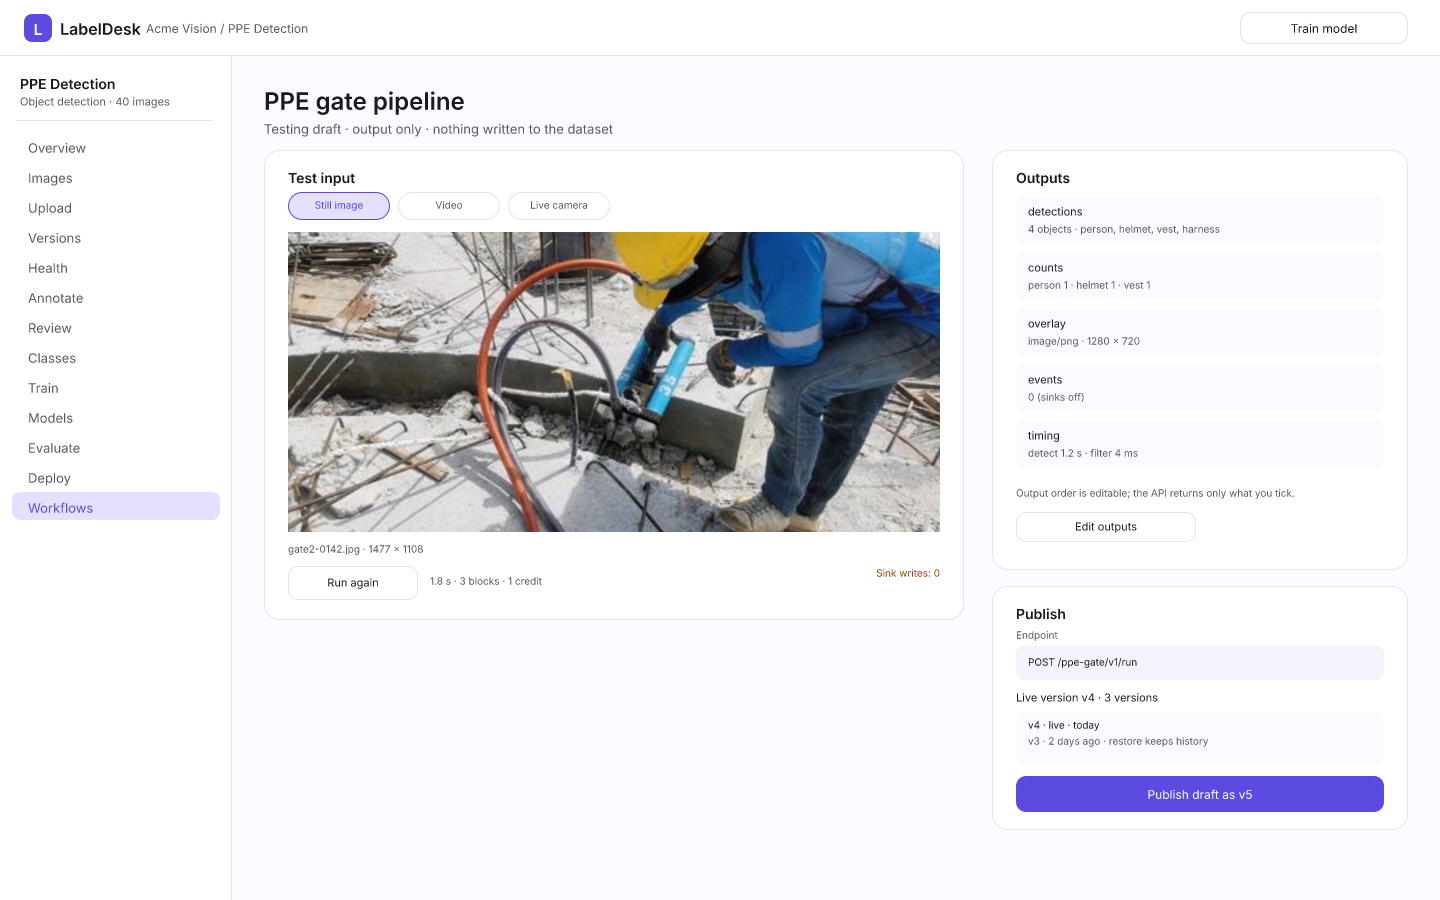 L LabelDesk Acme Vision / PPE Detection
Train model
PPE Detection
Object detection · 40 images
Overview
Images
Upload
Versions
Health
Annotate
Review
Classes
Train
Models
Evaluate
Deploy
Workflows
PPE gate pipeline
Testing draft · output only · nothing written to the dataset
Test input
Still image
Video
Live camera
35
gate2-0142.jpg · 1477 × 1108
Run again
1.8 s · 3 blocks · 1 credit
Sink writes: 0
Outputs
detections
4 objects · person, helmet, vest, harness
counts
person 1 · helmet 1 · vest 1
overlay
image/png · 1280 × 720
events
0 (sinks off)
timing
detect 1.2 s · filter 4 ms
Output order is editable; the API returns only what you tick.
Edit outputs
Publish
Endpoint
POST /ppe-gate/v1/run
Live version v4 · 3 versions
v4 · live · today
v3 · 2 days ago · restore keeps history
Publish draft as v5